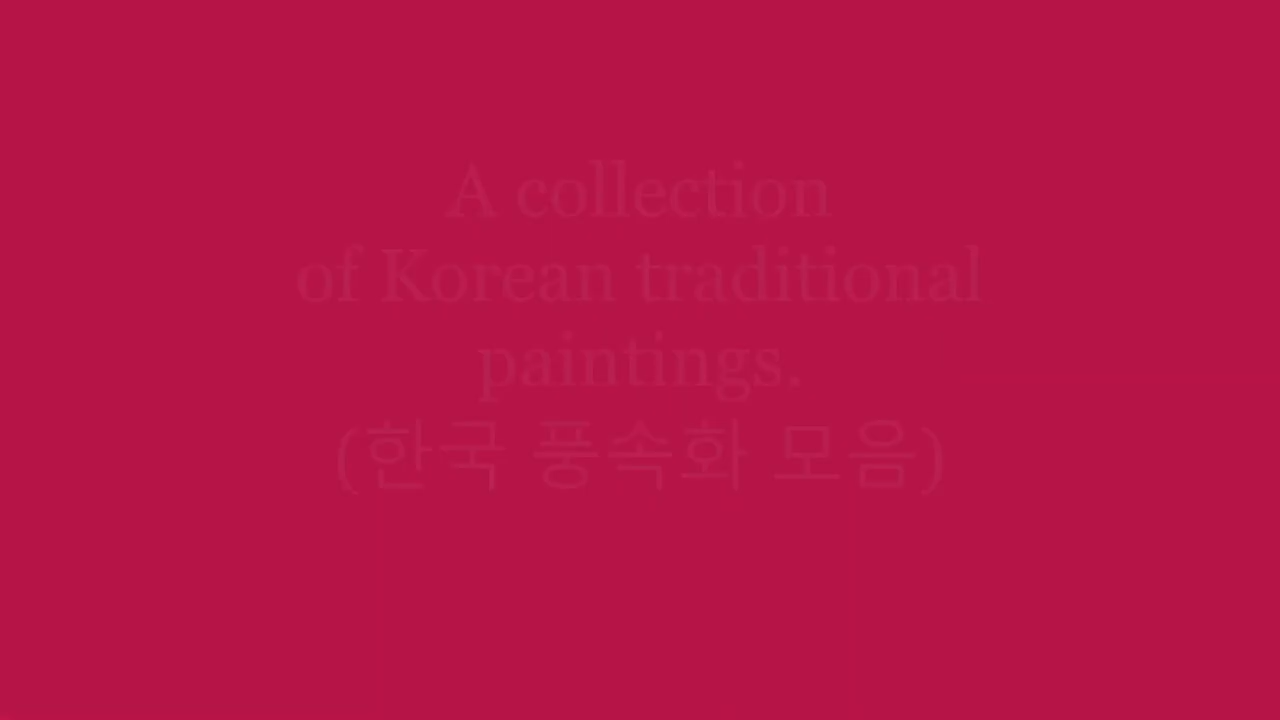 A collection
of Korean traditional
paintings.
(한국 풍속화 모음)